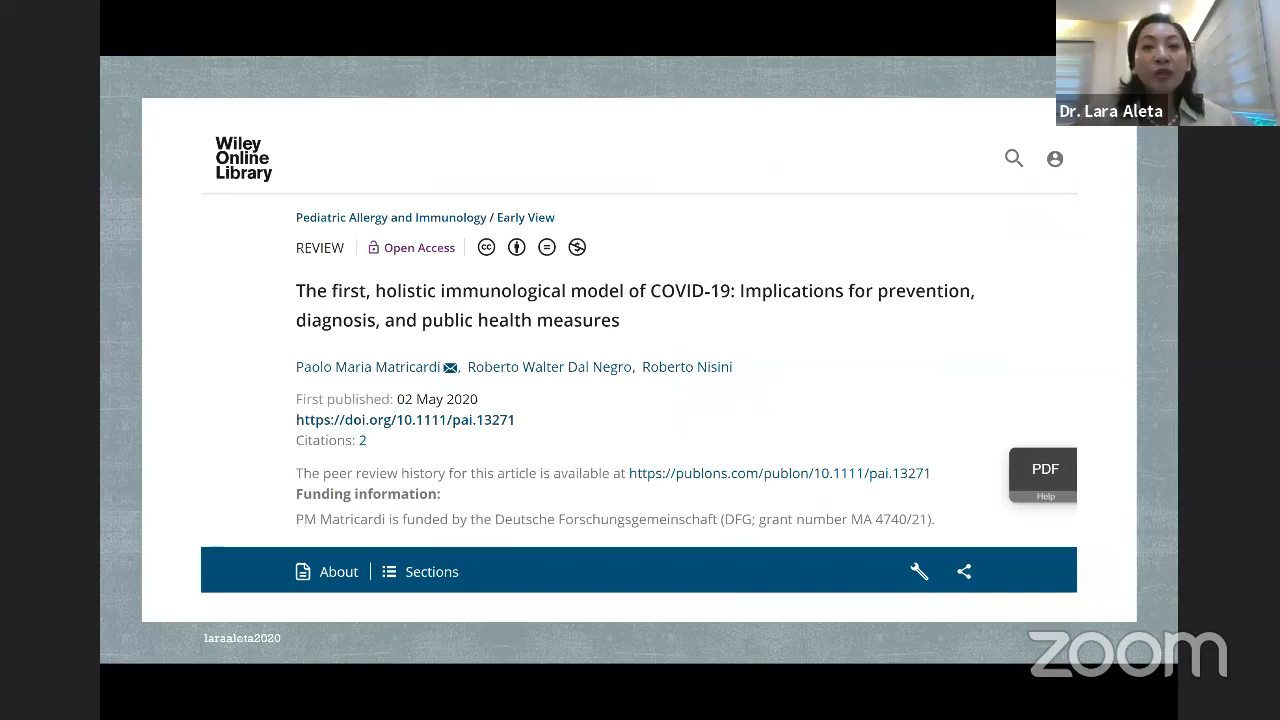 Dr. Lara Aleta
Wiley
Online
Library
Pediatric Allergy and Immunology / Early View
REVIEW
Open Access
cc
The first, holistic immunological model of COVID-19: Implications for prevention,
diagnosis, and public health measures
Paolo Maria Matricardi, Roberto Walter Dal Negro, Roberto Nisini
First published: 02 May 2020
https://doi.org/10.1111/pai.13271
Citations: 2
The peer review history for this article is available at https://publons.com/publon/10.1111/pai.13271
Funding information:
PM Matricardi is funded by the Deutsche Forschungsgemeinschaft (DFG; grant number MA 4740/21).
PDF
Help
About | Sections
laraaleta2020
zoom